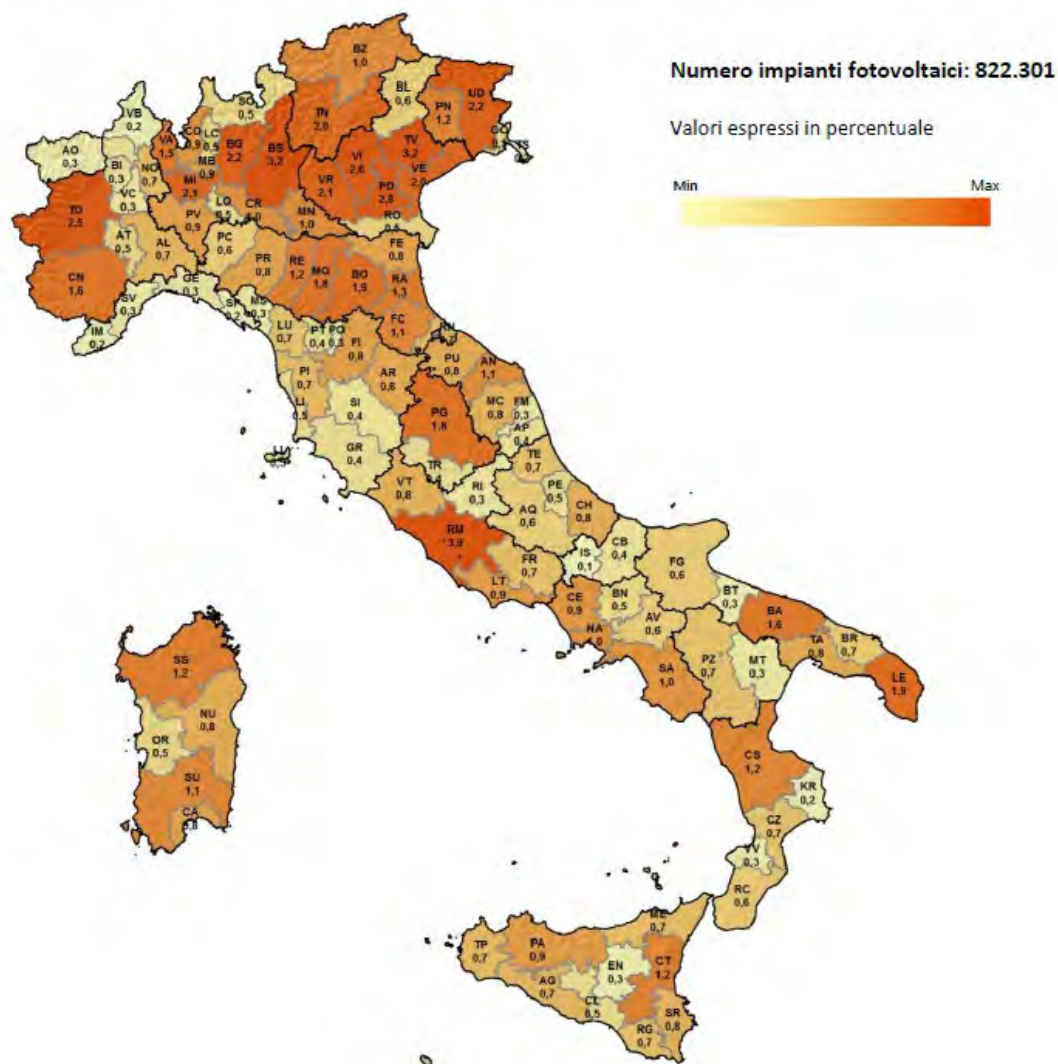 Numero impianti fotovoltaici: 822.301
Valori espressi in percentuale
Min
Max
BZ
1,0
BL
0,6
UD
2,2
PN
1,2
SO
0,5
VB
0,2
AO
0,3
BI
0,3
NO
0,7
VA
1,5
CO
0,9
LC
0,5
MB
0,9
BG
2,2
BS
3,2
TN
2,0
VI
2,6
TV
3,2
VE
2,0
VR
2,1
PD
2,8
RO
0,5
VC
0,3
MI
2,1
LO
0,5
CR
1,0
MN
1,0
TO
2,5
PV
0,9
AT
0,5
AL
0,7
PC
0,6
PR
0,8
RE
1,2
MO
1,8
BO
1,9
FE
0,8
RA
1,3
FC
1,1
CN
1,6
SV
0,3
GE
0,3
SP
0,2
MS
0,3
IM
0,2
LU
0,7
PT
0,4
PO
0,3
FI
0,8
PI
0,7
LI
0,5
AR
0,8
SI
0,4
GR
0,4
PU
0,8
AN
1,1
MC
0,8
FM
0,3
AP
0,4
PG
1,8
TR
VT
0,8
RI
0,3
TE
0,7
PE
0,5
AQ
0,6
CH
0,8
RM
3,9
FR
0,7
LT
0,9
IS
0,1
CB
0,4
FG
0,6
BT
0,3
BA
1,6
CE
0,9
BN
0,5
AV
0,6
NA
1,0
SA
1,0
PZ
0,7
MT
0,3
TA
0,8
BR
0,7
LE
1,9
CS
1,2
KR
0,2
CZ
0,7
VV
0,3
RC
0,6
SS
1,2
NU
0,8
OR
0,5
SU
1,1
CA
0,8
ME
0,7
TP
0,7
PA
0,9
EN
0,3
CT
1,2
AG
0,7
CL
0,5
RG
0,7
SR
0,8